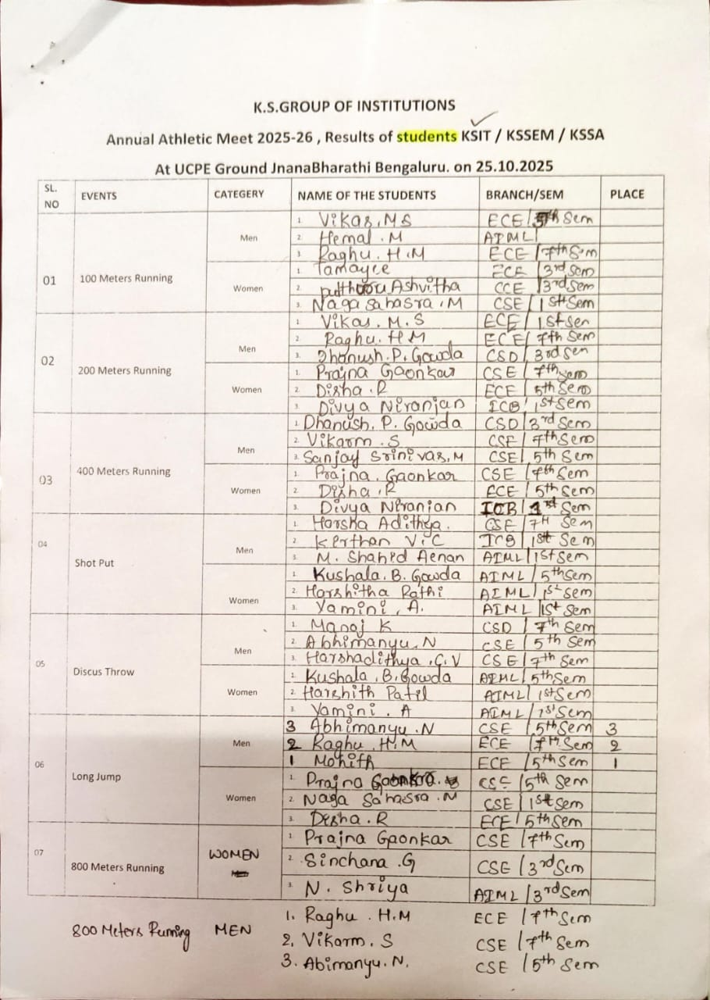 K.S.GROUP OF INSTITUTIONS
Annual Athletic Meet 2025-26 , Results of students KSIT / KSSEM / KSSA
At UCPE Ground JnanaBharathi Bengaluru. on 25.10.2025
SL. NO EVENTS CATEGERY NAME OF THE STUDENTS BRANCH/SEM PLACE
01 100 Meters Running
Men
1. Vikas.MS ECE / 5th Sem
2. Hemal .M AIML /
3. Raghu. H.M ECE / 7th Sem
Women
1. Tamayee ECE / 3rd Sem
2. Ashvitha CCE / 3rd Sem
3. Naga Sahasra .M CSE / 1st Sem
02 200 Meters Running
Men
1. Vikas. M.S ECE / 1st Sem
2. Raghu. H M ECE / 7th Sem
3. Dhanush.P. Gowda CSD / 3rd Sem
Women
1. Prajna Gaonkar CSE / 7th Sem
2. Disha .R ECE / 5th Sem
3. Divya Niranjan ICB / 1st Sem
03 400 Meters Running
Men
1. Dhanush. P. Gowda CSD / 3rd Sem
2. Vikarm .S CSE / 7th Sem
3. Sanjay Srinivas,M CSE / 5th Sem
Women
1. Prajna. Gaonkar CSE / 7th Sem
2. Disha .R ECE / 5th Sem
3. Divya Niranjan ICB / 1st Sem
04 Shot Put
Men
1. Harsha Adithya. CSE / 7th Sem
2. Kerthan V.C ICB / 1st Sem
3. M. Shahed Aenan AIML / 1st Sem
Women
1. Kushala. B. Gowda AIML / 5th Sem
2. Harshitha Rathi AIML / 1st Sem
3. Yamini . A. AIML / 1st Sem
05 Discus Throw
Men
1. Manoj K CSD / 7th Sem
2. Abhimanyu.N CSE / 5th Sem
3. Harshadithya .C.V CSE / 7th Sem
Women
1. Kushala .B.Gowda AIML / 5th Sem
2. Harshith Patil AIML / 1st Sem
3. Yamini . A AIML / 1st Sem
06 Long Jump
Men
3 Abhimanyu .N CSE / 5th Sem 3
2 Raghu .H.M ECE / 7th Sem 2
1 Mohith ECE / 5th Sem 1
Women
1. Prajna Gaonkra. CSE / 5th Sem
2. Naga Sahasra .M CSE / 1st Sem
3. Desha .R ECE / 5th Sem
07 800 Meters Running
WOMEN
1. Prajna Gaonkar CSE / 7th Sem
2. Sinchana .G CSE / 3rd Sem
3. N. Shriya AIML / 3rd Sem
800 Meters Running MEN
1. Raghu . H.M ECE / 7th Sem
2. Vikarm . S CSE / 7th Sem
3. Abimanyu.N. CSE / 5th Sem